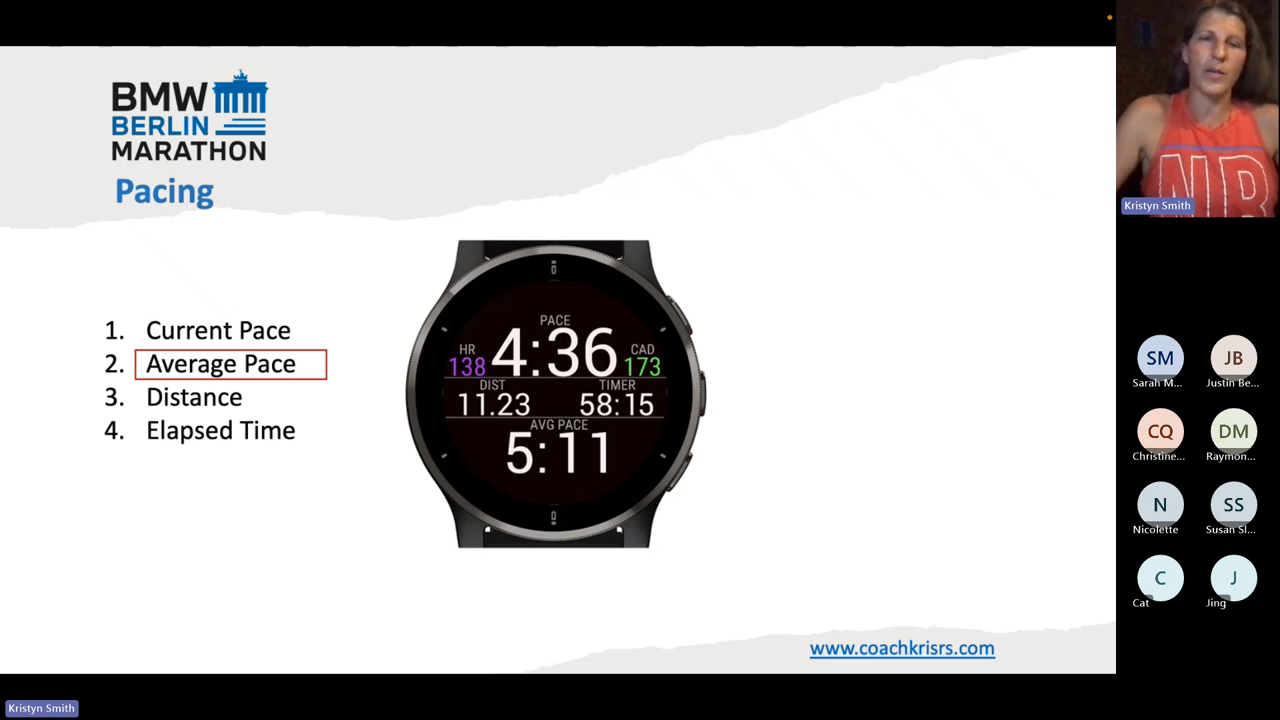 BMW
BERLIN
MARATHON
Pacing
1. Current Pace
2. Average Pace
3. Distance
4. Elapsed Time
PACE
HR
4:36
CAD
138
173
DIST
TIMER
11.23
58:15
AVG PACE
5:11
www.coachkrisrs.com
Kristyn Smith
NB
Kristyn Smith
SM
JB
Sarah M...
Justin Be...
CQ
DM
Christine...
Raymon...
N
SS
Nicolette
Susan Sl...
C
J
Cat
Jing